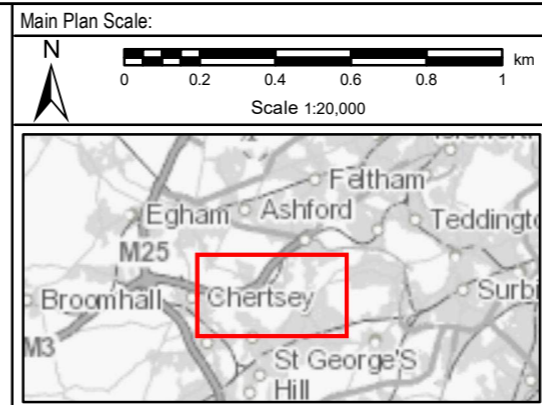 Main Plan Scale:
N
km
0 0.2 0.4 0.6 0.8 1
Scale 1:20,000
Feltham
Egham Ashford
Teddingt
M25
Broomhall Chertsey
Surbi
M3
St George'S
Hill